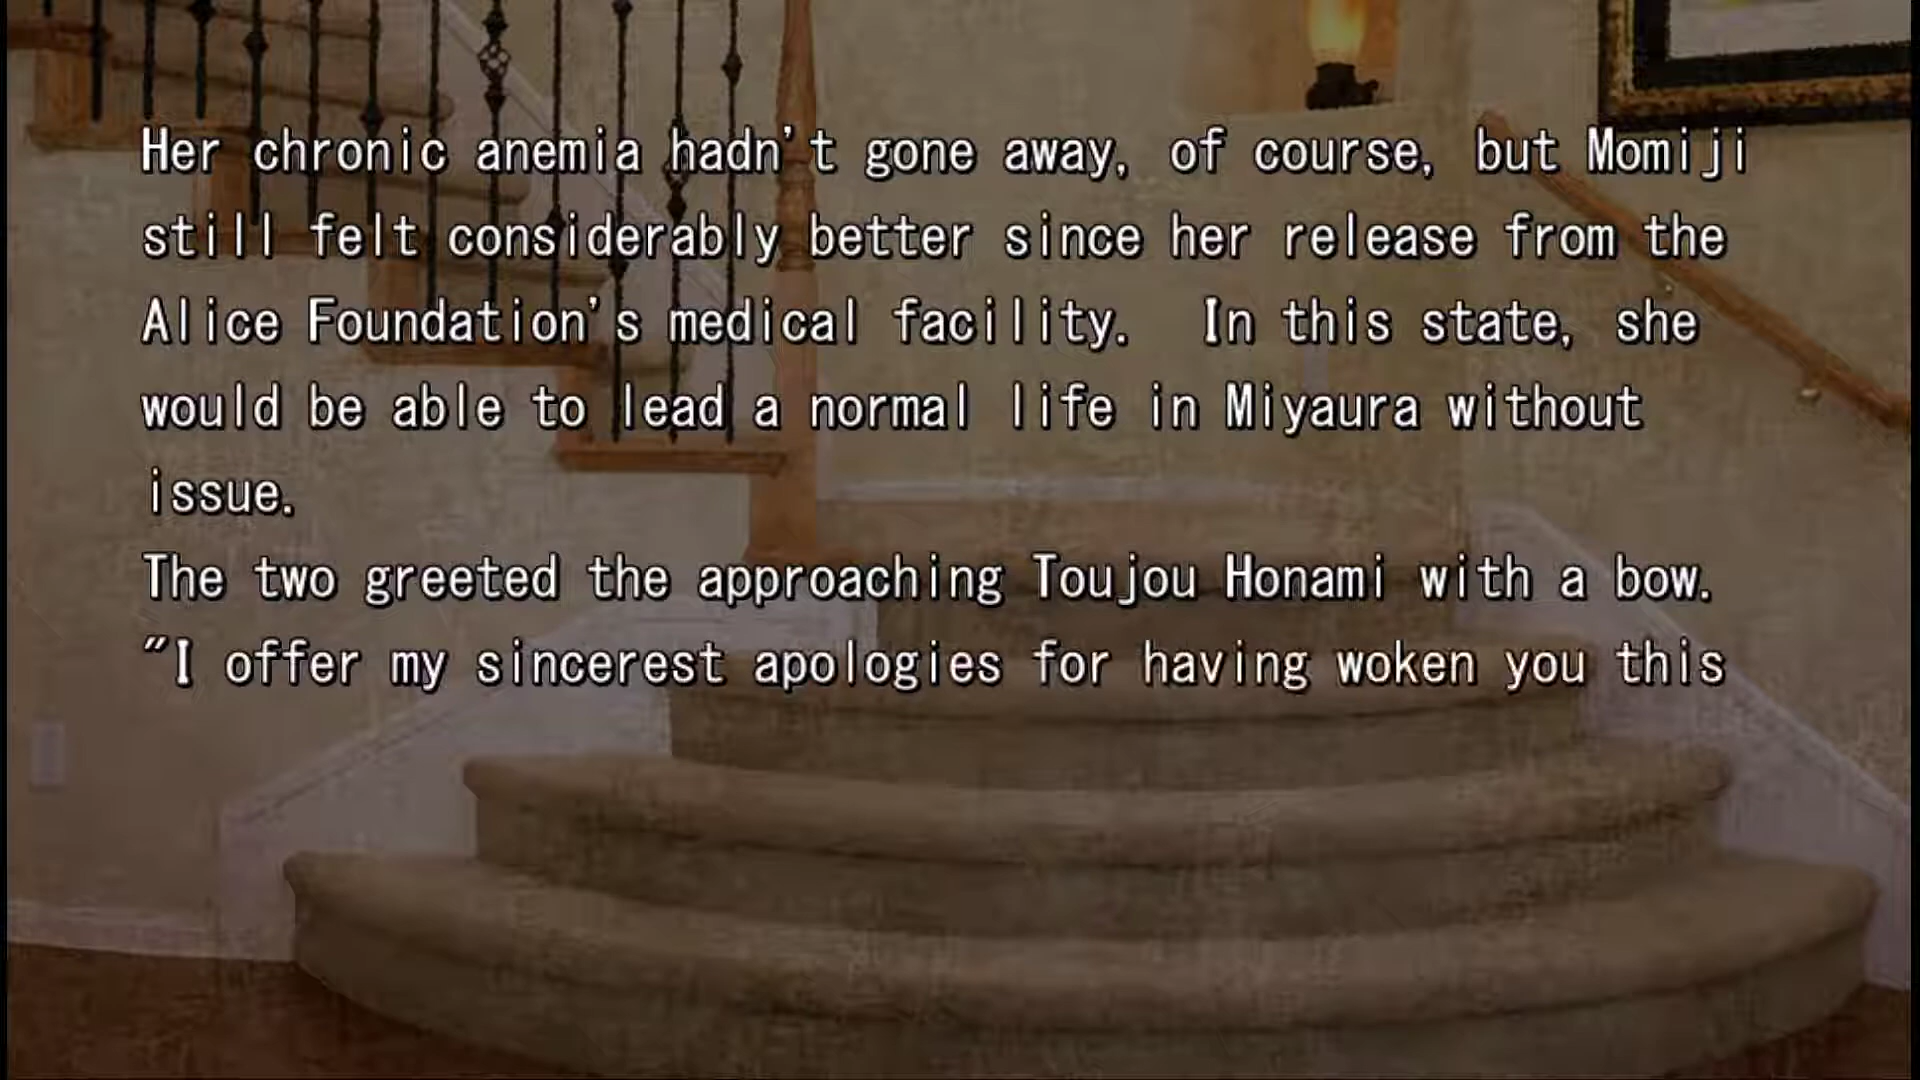 Her chronic anemia hadn't gone away, of course, but Momiji
still felt considerably better since her release from the
Alice Foundation's medical facility.  In this state, she
would be able to lead a normal life in Miyaura without
issue.
The two greeted the approaching Toujou Honami with a bow.
"I offer my sincerest apologies for having woken you this